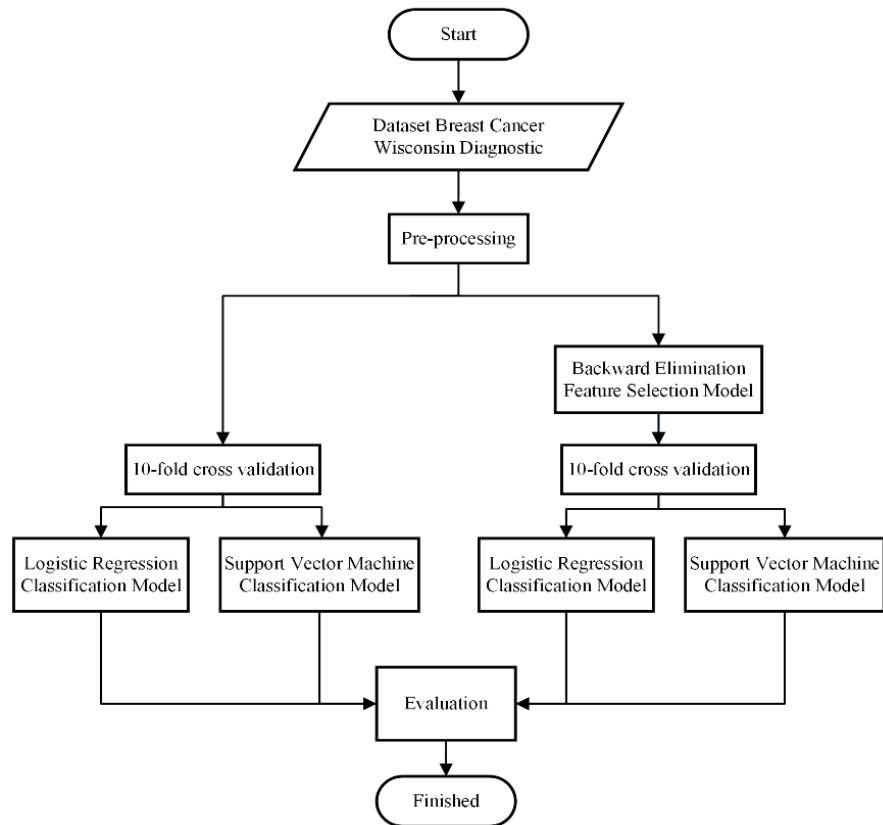 Start
Dataset Breast Cancer
Wisconsin Diagnostic
Pre-processing
Backward Elimination
Feature Selection Model
10-fold cross validation
10-fold cross validation
Logistic Regression
Classification Model
Support Vector Machine
Classification Model
Logistic Regression
Classification Model
Support Vector Machine
Classification Model
Evaluation
Finished